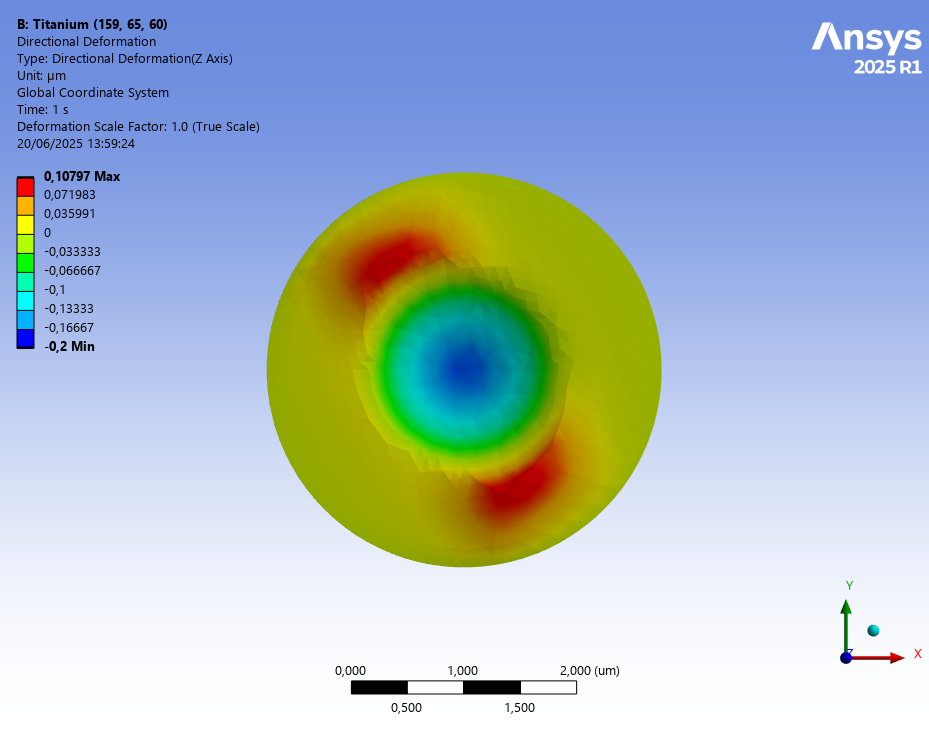 B: Titanium (159, 65, 60)
Directional Deformation
Type: Directional Deformation(Z Axis)
Unit: µm
Global Coordinate System
Time: 1 s
Deformation Scale Factor: 1.0 (True Scale)
20/06/2025 13:59:24
Ansys
2025 R1
0,10797 Max
0,071983
0,035991
0
-0,033333
-0,066667
-0,1
-0,13333
-0,16667
-0,2 Min
Y
Z
X
0,000 1,000 2,000 (um)
0,500 1,500